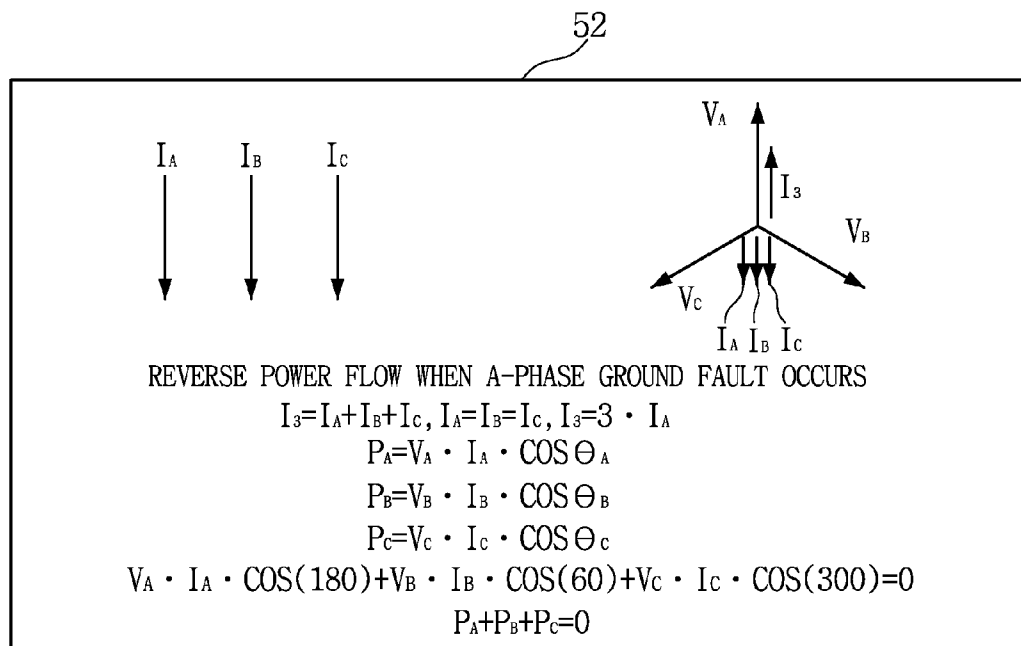 52
IA IB IC
VA
I3
VB
VC
IA IB IC
REVERSE POWER FLOW WHEN A-PHASE GROUND FAULT OCCURS
I3=IA+IB+IC, IA=IB=IC, I3=3 · IA
PA=VA · IA · COS ΘA
PB=VB · IB · COS ΘB
PC=VC · IC · COS ΘC
VA · IA · COS(180)+VB · IB · COS(60)+VC · IC · COS(300)=0
PA+PB+PC=0